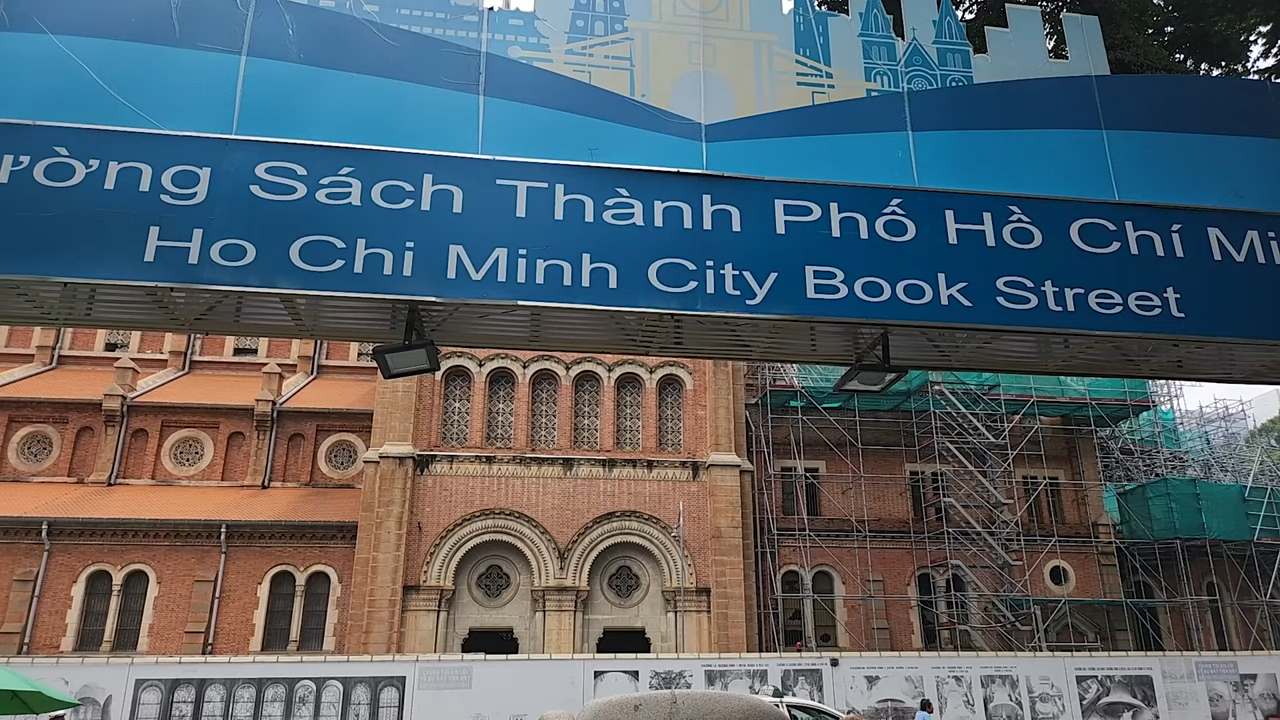 ường Sách Thành Phố Hồ Chí Mi
Ho Chi Minh City Book Street